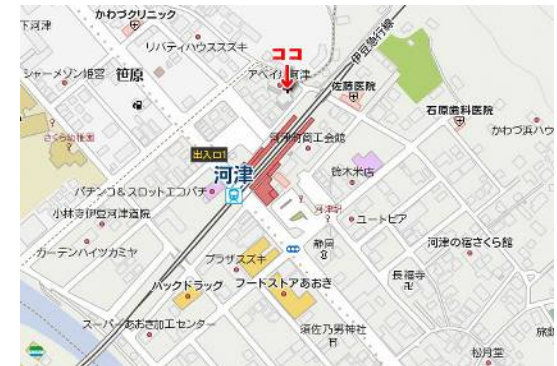 かわづクリニック
下河津
リバティハウススズキ
ココ
伊豆急行線
シャーメゾン姫宮
笹原
アベイル河津
佐藤医院
石原歯科医院
かわづ浜ハウ
さくら幼稚園
河津町商工会館
出入口1
河津
鈴木米店
パチンコ&スロットエコパチ
小林寺伊豆河津道院
河津駅
ユートピア
ガーデンハイツカミヤ
静岡
河津の宿さくら館
プラザスズキ
長福寺
ハックドラッグ
フードストアあおき
スーパーあおき加工センター
須佐乃男神社
旅館
松月堂